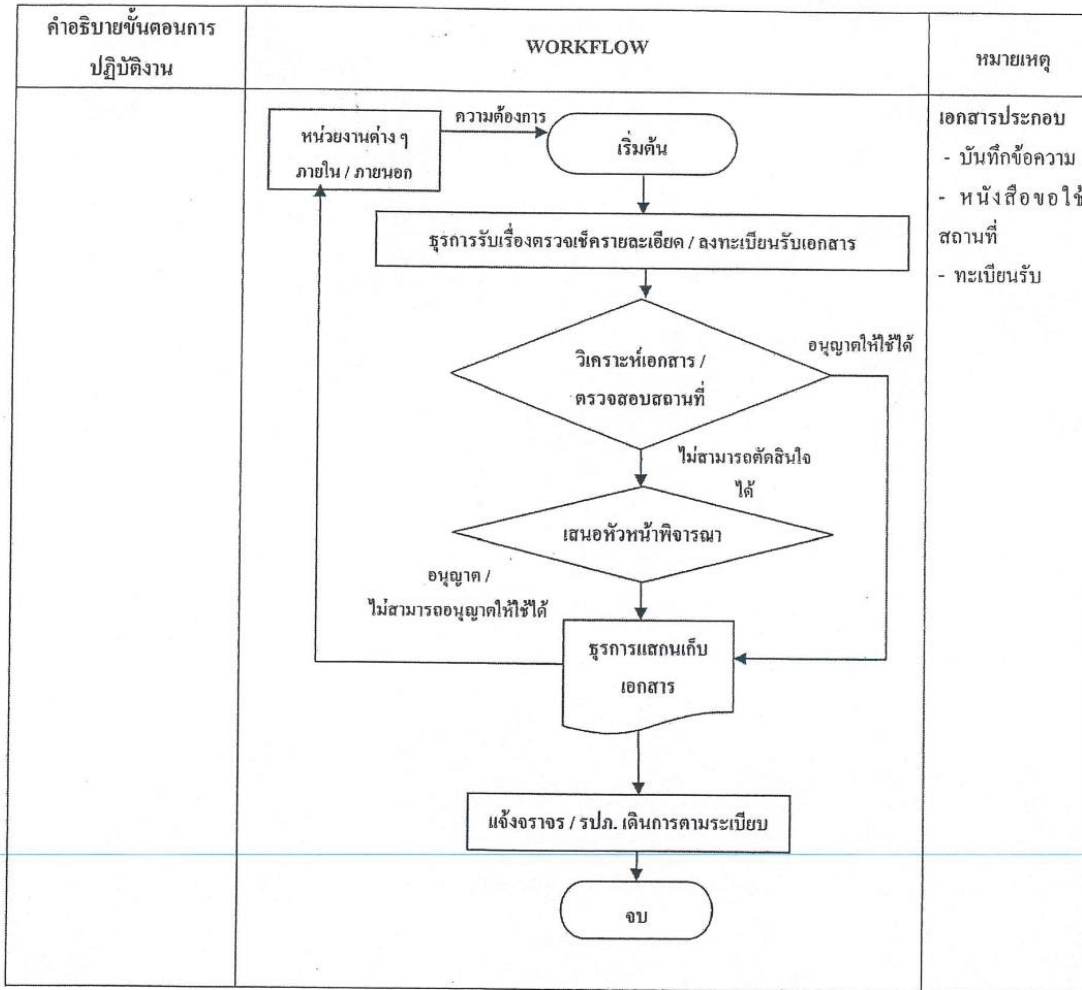 คำอธิบายขั้นตอนการ
ปฏิบัติงาน
WORKFLOW
หมายเหตุ
หน่วยงานต่าง ๆ
ภายใน / ภายนอก
ความต้องการ
เริ่มต้น
ธุรการรับเรื่องตรวจเช็ครายละเอียด / ลงทะเบียนรับเอกสาร
วิเคราะห์เอกสาร /
ตรวจสอบสถานที่
อนุญาตให้ใช้ได้
ไม่สามารถตัดสินใจ
ได้
เสนอหัวหน้าพิจารณา
อนุญาต /
ไม่สามารถอนุญาตให้ใช้ได้
ธุรการแสกนเก็บ
เอกสาร
แจ้งจราจร / รปภ. เดินการตามระเบียบ
จบ
เอกสารประกอบ
- บันทึกข้อความ
- หนังสือขอใช้
สถานที่
- ทะเบียนรับ